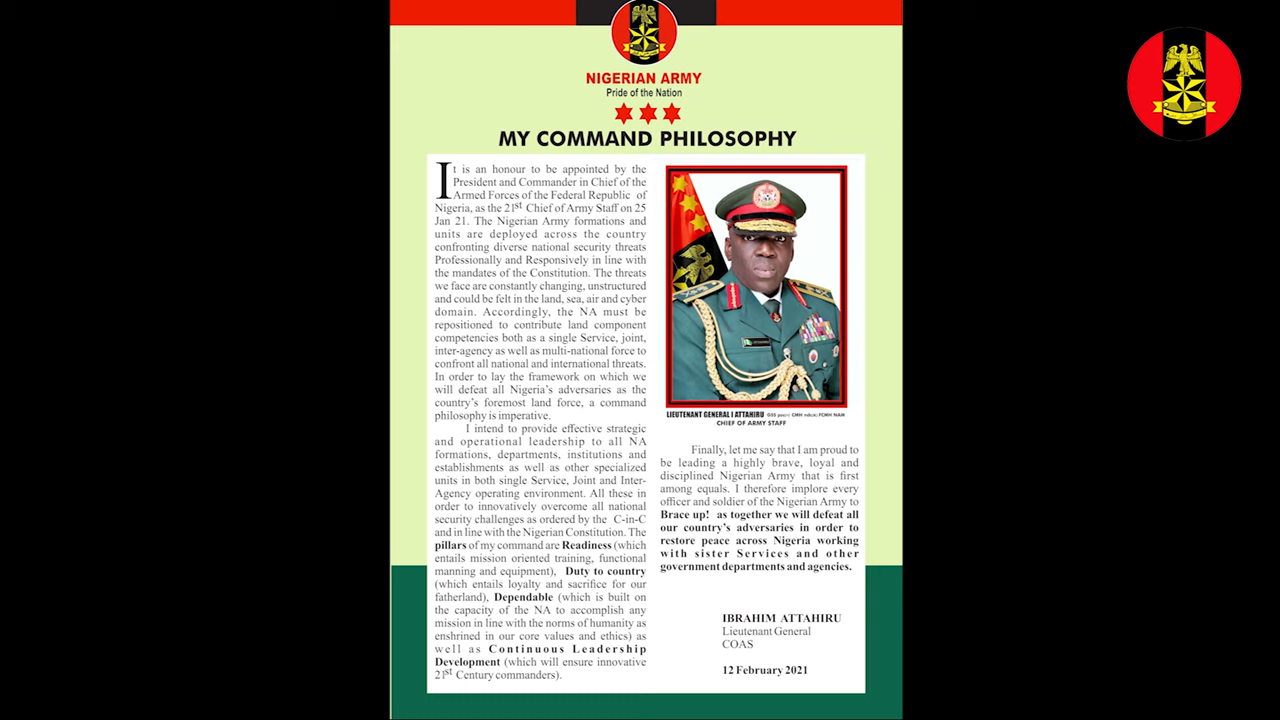 NIGERIAN ARMY
Pride of the Nation
MY COMMAND PHILOSOPHY
It is an honour to be appointed by the
President and Commander in Chief of the
Armed Forces of the Federal Republic of
Nigeria, as the 21st Chief of Army Staff on 25
Jan 21. The Nigerian Army formations and
units are deployed across the country
confronting diverse national security threats
Professionally and Responsively in line with
the mandates of the Constitution. The threats
we face are constantly changing, unstructured
and could be felt in the land, sea, air and cyber
domain. Accordingly, the NA must be
repositioned to contribute land component
competencies both as a single Service, joint,
inter-agency as well as multi-national force to
confront all national and international threats.
In order to lay the framework on which we
will defeat all Nigeria's adversaries as the
country's foremost land force, a command
philosophy is imperative.
I intend to provide effective strategic
and operational leadership to all NA
formations, departments, institutions and
establishments as well as other specialized
units in both single Service, Joint and Inter-
Agency operating environment. All these in
order to innovatively overcome all national
security challenges as ordered by the C-in-C
and in line with the Nigerian Constitution. The
pillars of my command are Readiness (which
entails mission oriented training, functional
manning and equipment), Duty to country
(which entails loyalty and sacrifice for our
fatherland), Dependable (which is built on
the capacity of the NA to accomplish any
mission in line with the norms of humanity as
enshrined in our core values and ethics) as
well as Continuous Leadership
Development (which will ensure innovative
21st Century commanders).
LIEUTENANT GENERAL I ATTAHIRU GSS psc(+) CMH ndc(K) FCMH NAM
CHIEF OF ARMY STAFF
Finally, let me say that I am proud to
be leading a highly brave, loyal and
disciplined Nigerian Army that is first
among equals. I therefore implore every
officer and soldier of the Nigerian Army to
Brace up! as together we will defeat all
our country's adversaries in order to
restore peace across Nigeria working
with sister Services and other
government departments and agencies.
IBRAHIM ATTAHIRU
Lieutenant General
COAS
12 February 2021